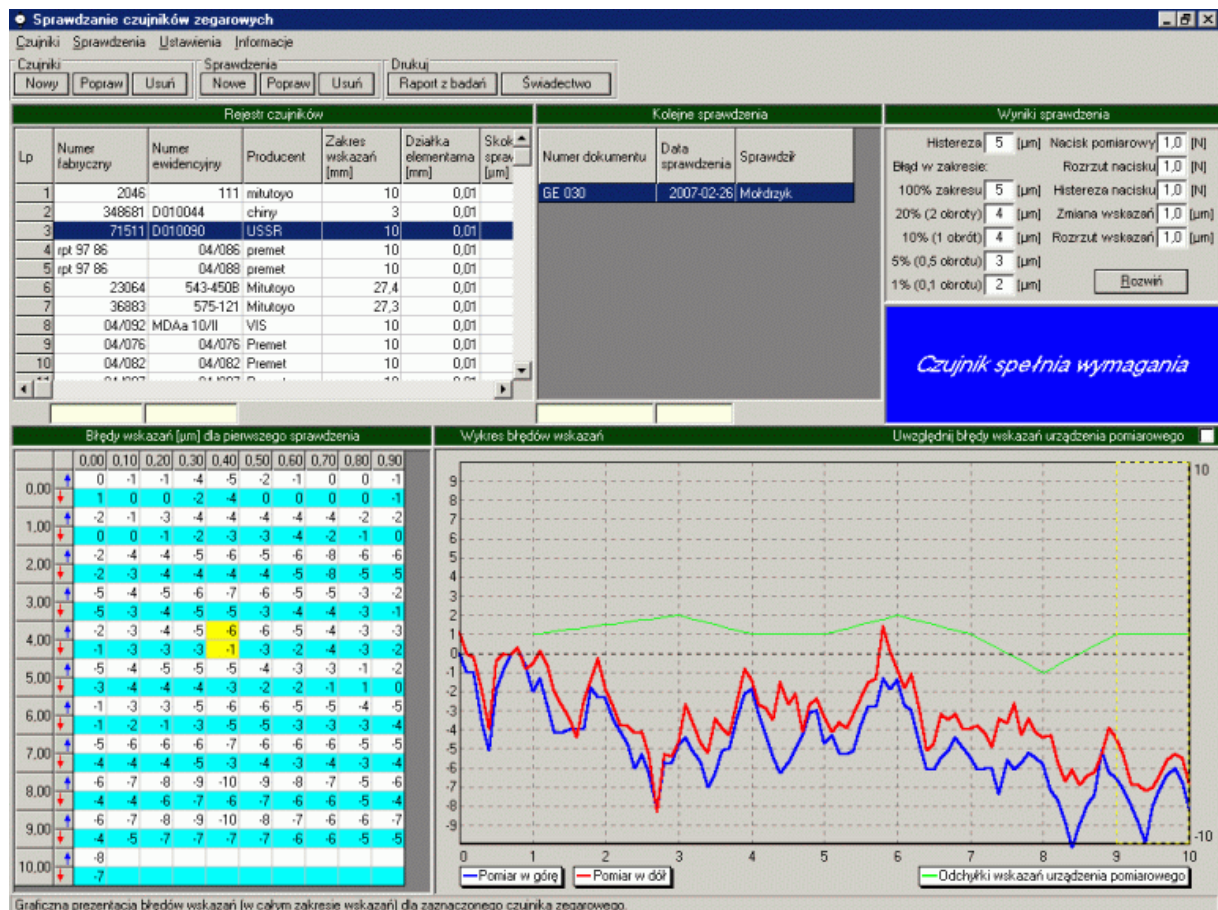 Sprawdzanie czujników zegarowych
Czujniki Sprawdzenia Ustawienia Informacje
Czujniki Sprawdzenia Drukuj
Nowy Popraw Usuń Nowe Popraw Usuń Raport z badań Świadectwo
Rejestr czujników Kolejne sprawdzenia Wyniki sprawdzenia
Lp Numer fabryczny Numer ewidencyjny Producent Zakres wskazań [mm] Działka elementarna [mm] Skok spraw [µm]
1 2046 111 mitutoyo 10 0,01
2 348681 D010044 chiny 3 0,01
3 71511 D010090 USSR 10 0,01
4 rpt 97 86 04/086 premet 10 0,01
5 rpt 97 86 04/088 premet 10 0,01
6 23064 543-450B Mitutoyo 27,4 0,01
7 36883 575-121 Mitutoyo 27,3 0,01
8 04/092 MDAa 10/II VIS 10 0,01
9 04/076 04/076 Premet 10 0,01
10 04/082 04/082 Premet 10 0,01
Numer dokumentu Data sprawdzenia Sprawdził
GE 030 2007-02-26 Mołdrzyk
Histereza 5 [µm] Nacisk pomiarowy 1,0 [N]
Błąd w zakresie: Rozrzut nacisku 1,0 [N]
100% zakresu 5 [µm] Histereza nacisku 1,0 [N]
20% (2 obroty) 4 [µm] Zmiana wskazań 1,0 [µm]
10% (1 obrót) 4 [µm] Rozrzut wskazań 1,0 [µm]
5% (0,5 obrotu) 3 [µm]
1% (0,1 obrotu) 2 [µm] Rozwiń
Czujnik spełnia wymagania
Błędy wskazań [µm] dla pierwszego sprawdzenia
0,00 0,10 0,20 0,30 0,40 0,50 0,60 0,70 0,80 0,90
0.00 0 -1 -1 -4 -5 -2 -1 0 0 -1
1 0 0 -2 -4 0 0 0 0 -1
1.00 -2 -1 -3 -4 -4 -4 -4 -4 -2 -2
0 0 -1 -2 -3 -3 -4 -2 -1 0
2.00 -2 -4 -4 -5 -6 -5 -6 -8 -6 -6
-2 -3 -4 -4 -4 -4 -5 -8 -5 -5
3.00 -5 -4 -5 -6 -7 -6 -5 -5 -3 -2
-5 -3 -4 -5 -5 -3 -4 -4 -3 -1
4.00 -2 -3 -4 -5 -6 -6 -5 -4 -3 -3
-1 -3 -3 -3 -1 -3 -2 -4 -3 -2
5.00 -5 -4 -5 -5 -5 -4 -3 -3 -1 -2
-3 -4 -4 -4 -3 -2 -2 -1 1 0
6.00 -1 -3 -3 -5 -6 -6 -5 -5 -4 -5
-1 -2 -1 -3 -5 -5 -3 -3 -3 -4
7.00 -5 -6 -6 -6 -7 -6 -6 -6 -5 -5
-4 -4 -4 -5 -3 -4 -3 -4 -3 -4
8.00 -6 -7 -8 -9 -10 -9 -8 -7 -5 -6
-4 -4 -6 -7 -6 -7 -6 -6 -5 -4
9.00 -6 -7 -8 -9 -10 -8 -7 -6 -6 -7
-4 -5 -7 -7 -7 -7 -6 -6 -5 -5
10.00 -8
-7
Wykres błędów wskazań Uwzględnij błędy wskazań urządzenia pomiarowego
10
9
8
7
6
5
4
3
2
1
0
-1
-2
-3
-4
-5
-6
-7
-8
-9
-10
0 1 2 3 4 5 6 7 8 9 10
Pomiar w górę Pomiar w dół Odchyłki wskazań urządzenia pomiarowego
Graficzna prezentacja błędów wskazań (w całym zakresie wskazań) dla zaznaczonego czujnika zegarowego.